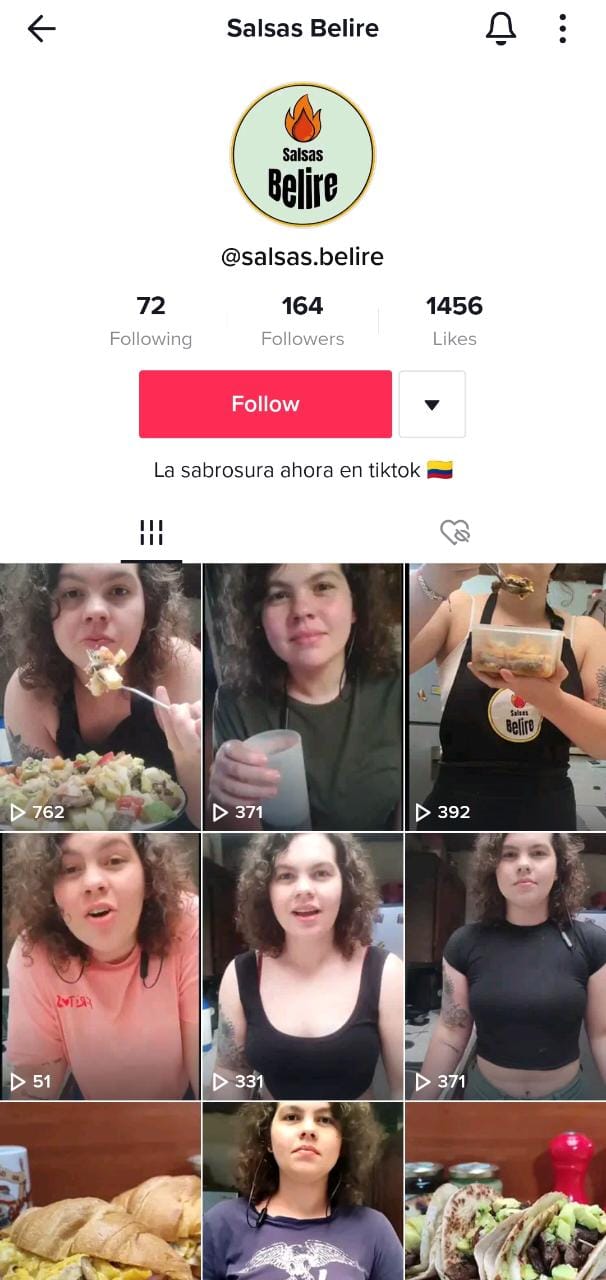 Salsas Belire
Salsas
Belire
@salsas.belire
72
164
1456
Following
Followers
Likes
Follow
La sabrosura ahora en tiktok 🇨🇴
Salsas
Belire
762
371
392
51
331
371